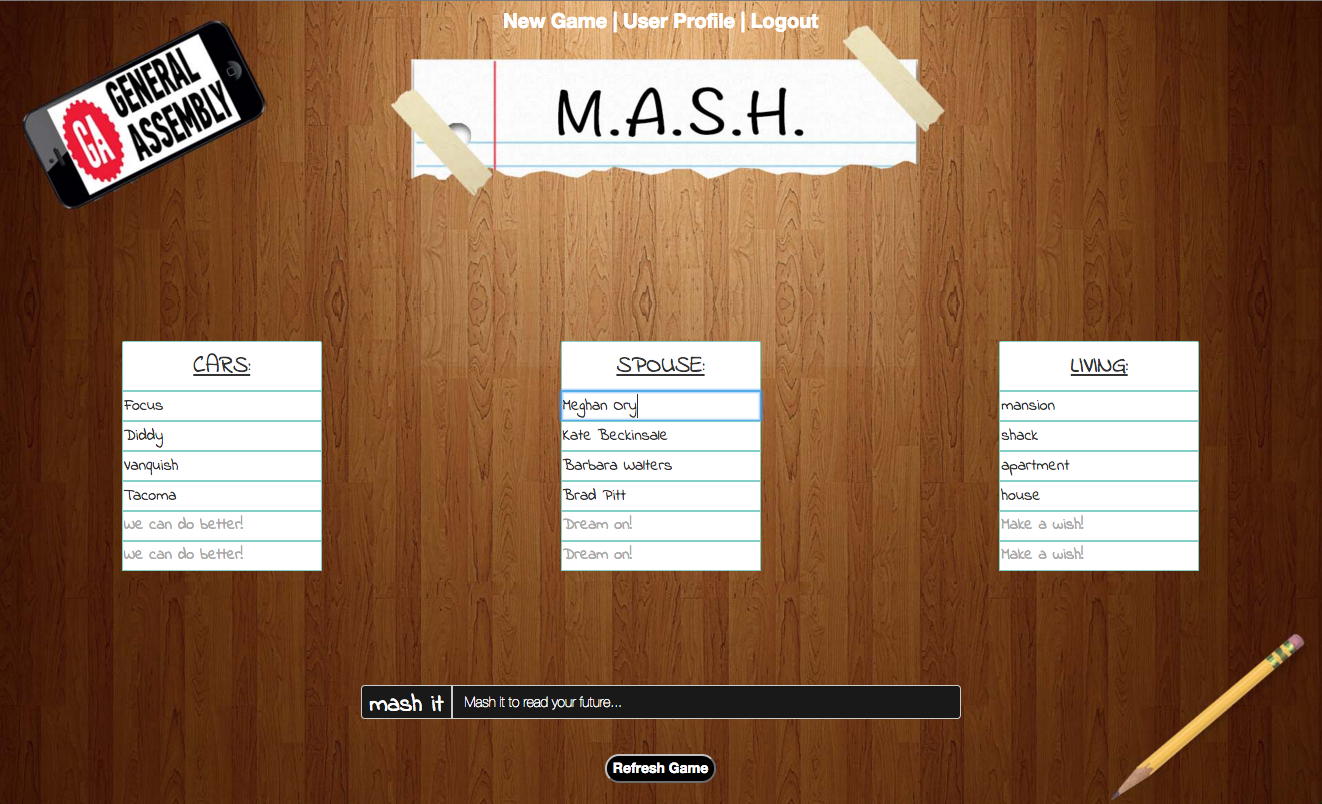 New Game | User Profile | Logout
GA GENERAL ASSEMBLY
M.A.S.H.
CARS:
Focus
Diddy
Vanquish
Tacoma
We can do better!
We can do better!
SPOUSE:
Meghan Ory
Kate Beckinsale
Barbara Walters
Brad Pitt
Dream on!
Dream on!
LIVING:
mansion
shack
apartment
house
Make a wish!
Make a wish!
mash it
Mash it to read your future...
Refresh Game